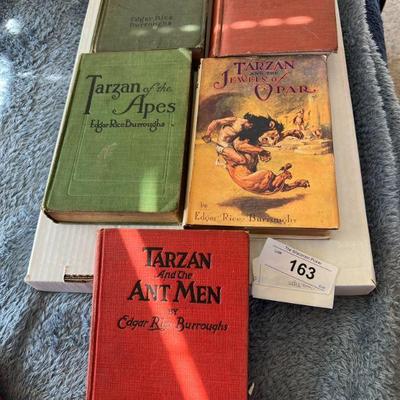 Edgar Rice
Burroughs
Tarzan of the
Apes
Edgar Rice Burroughs
TARZAN
AND THE
JEWELS of
OPAR
by
Edgar Rice Burroughs
163
TARZAN
And the
ANT MEN
BY
Edgar Rice Burroughs